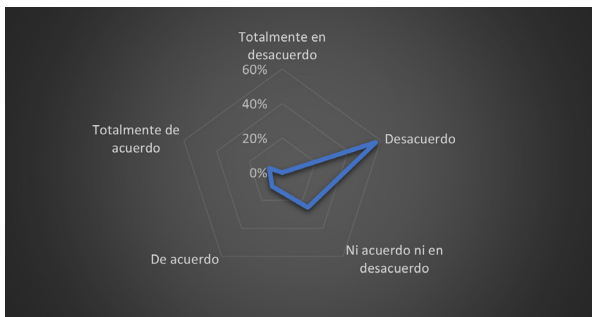 Totalmente en
desacuerdo
60%
40%
20%
0%
Desacuerdo
Ni acuerdo ni en
desacuerdo
De acuerdo
Totalmente de
acuerdo